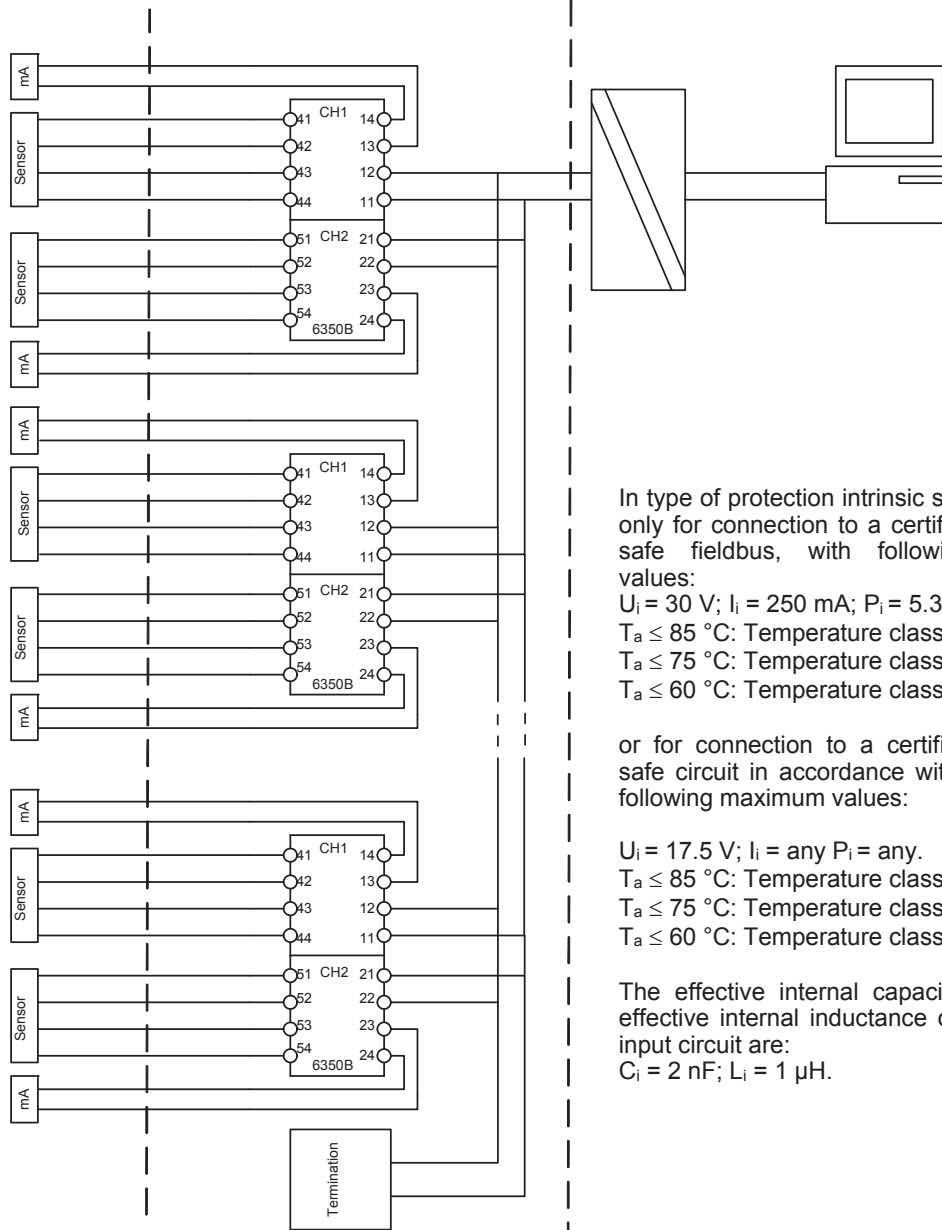 mA
Sensor
Sensor
mA
41 CH1 14
42 13
43 12
44 11
51 CH2 21
52 22
53 23
54 24
6350B
mA
Sensor
Sensor
mA
41 CH1 14
42 13
43 12
44 11
51 CH2 21
52 22
53 23
54 24
6350B
mA
Sensor
Sensor
mA
41 CH1 14
42 13
43 12
44 11
51 CH2 21
52 22
53 23
54 24
6350B
Termination
In type of protection intrinsic s
only for connection to a certif
safe fieldbus, with followi
values:
Uᵢ = 30 V; Iᵢ = 250 mA; Pᵢ = 5.3
Tₐ ≤ 85 °C: Temperature class
Tₐ ≤ 75 °C: Temperature class
Tₐ ≤ 60 °C: Temperature class
or for connection to a certifi
safe circuit in accordance wit
following maximum values:
Uᵢ = 17.5 V; Iᵢ = any Pᵢ = any.
Tₐ ≤ 85 °C: Temperature class
Tₐ ≤ 75 °C: Temperature class
Tₐ ≤ 60 °C: Temperature class
The effective internal capaci
effective internal inductance o
input circuit are:
Cᵢ = 2 nF; Lᵢ = 1 µH.